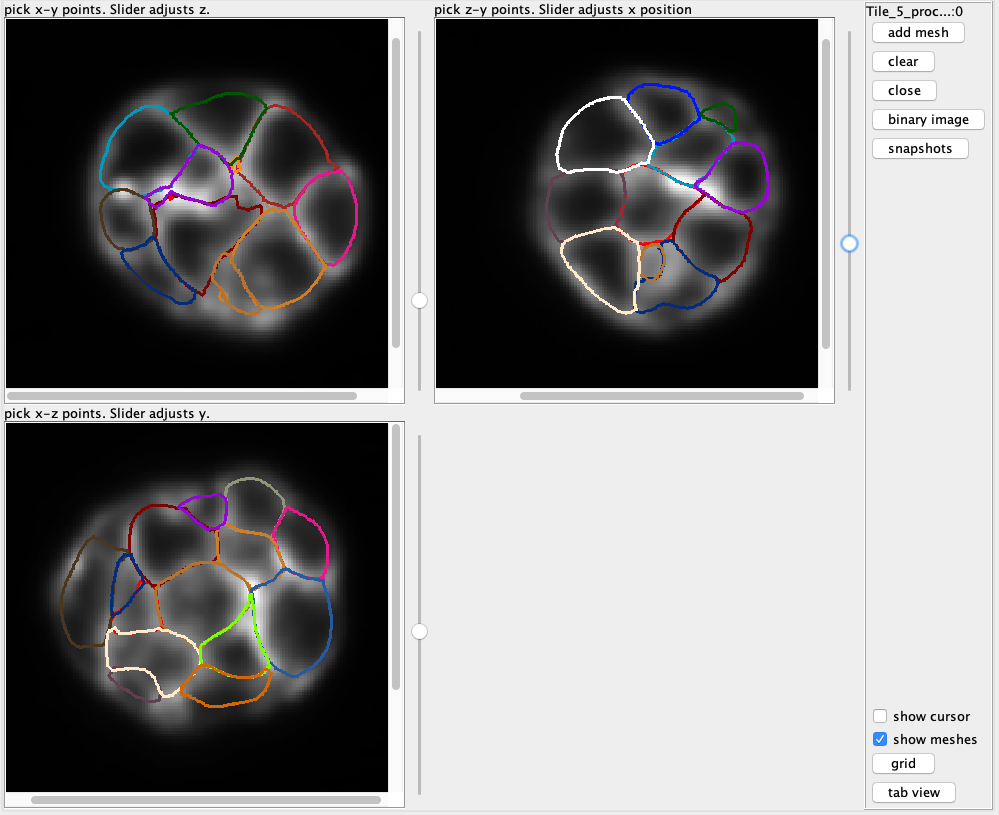 pick x-y points. Slider adjusts z.
pick z-y points. Slider adjusts x position
Tile_5_proc...:0
add mesh
clear
close
binary image
snapshots
pick x-z points. Slider adjusts y.
show cursor
show meshes
grid
tab view